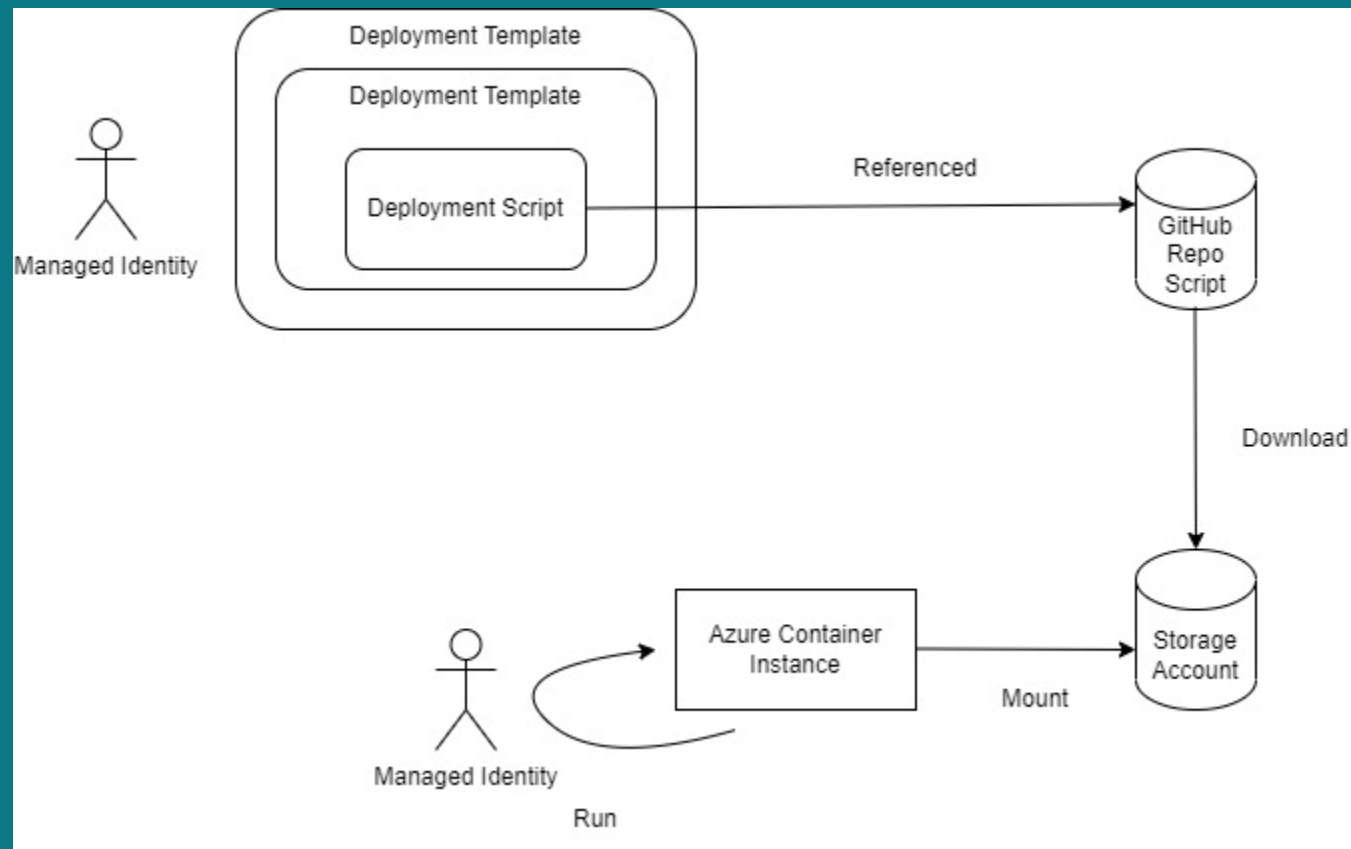 Deployment Template
Deployment Template
Deployment Script
Managed Identity
Referenced
GitHub
Repo
Script
Download
Azure Container
Instance
Storage
Account
Mount
Managed Identity
Run